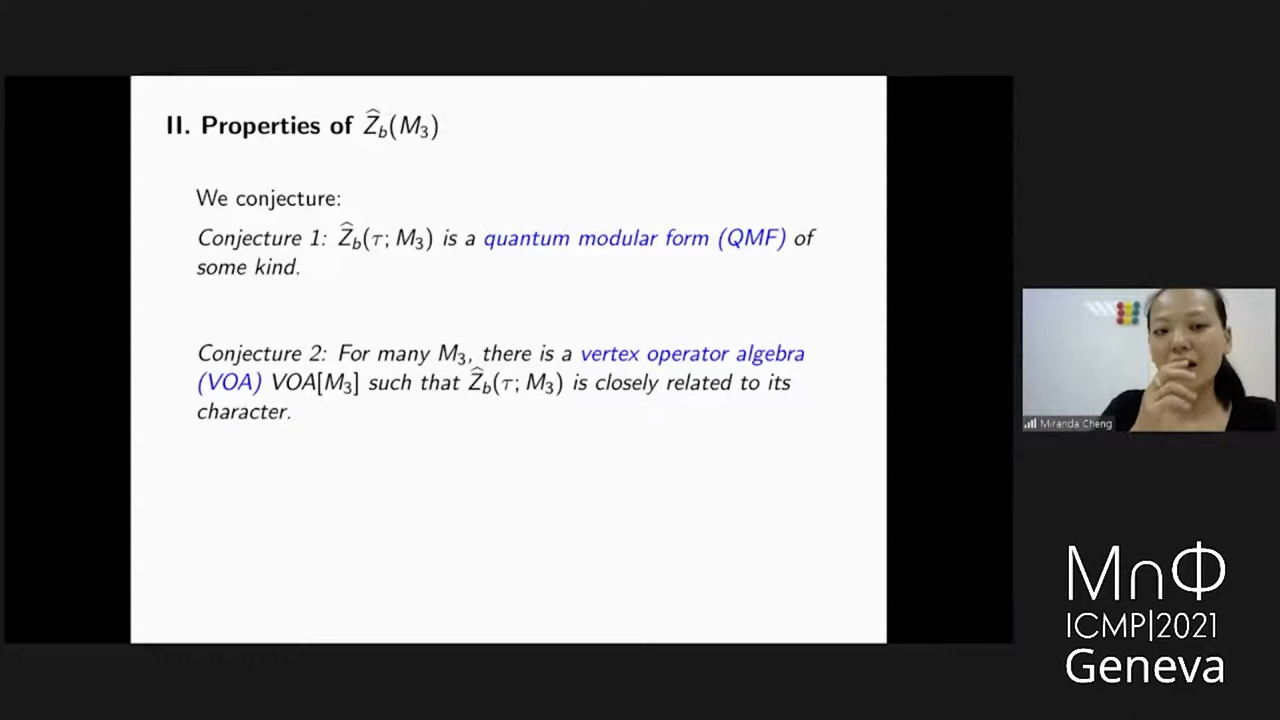 II. Properties of Ẑ_b(M_3)
We conjecture:
Conjecture 1: Ẑ_b(τ; M_3) is a quantum modular form (QMF) of
some kind.
Conjecture 2: For many M_3, there is a vertex operator algebra
(VOA) VOA[M_3] such that Ẑ_b(τ; M_3) is closely related to its
character.
Miranda Cheng
M∩Φ
ICMP|2021
Geneva